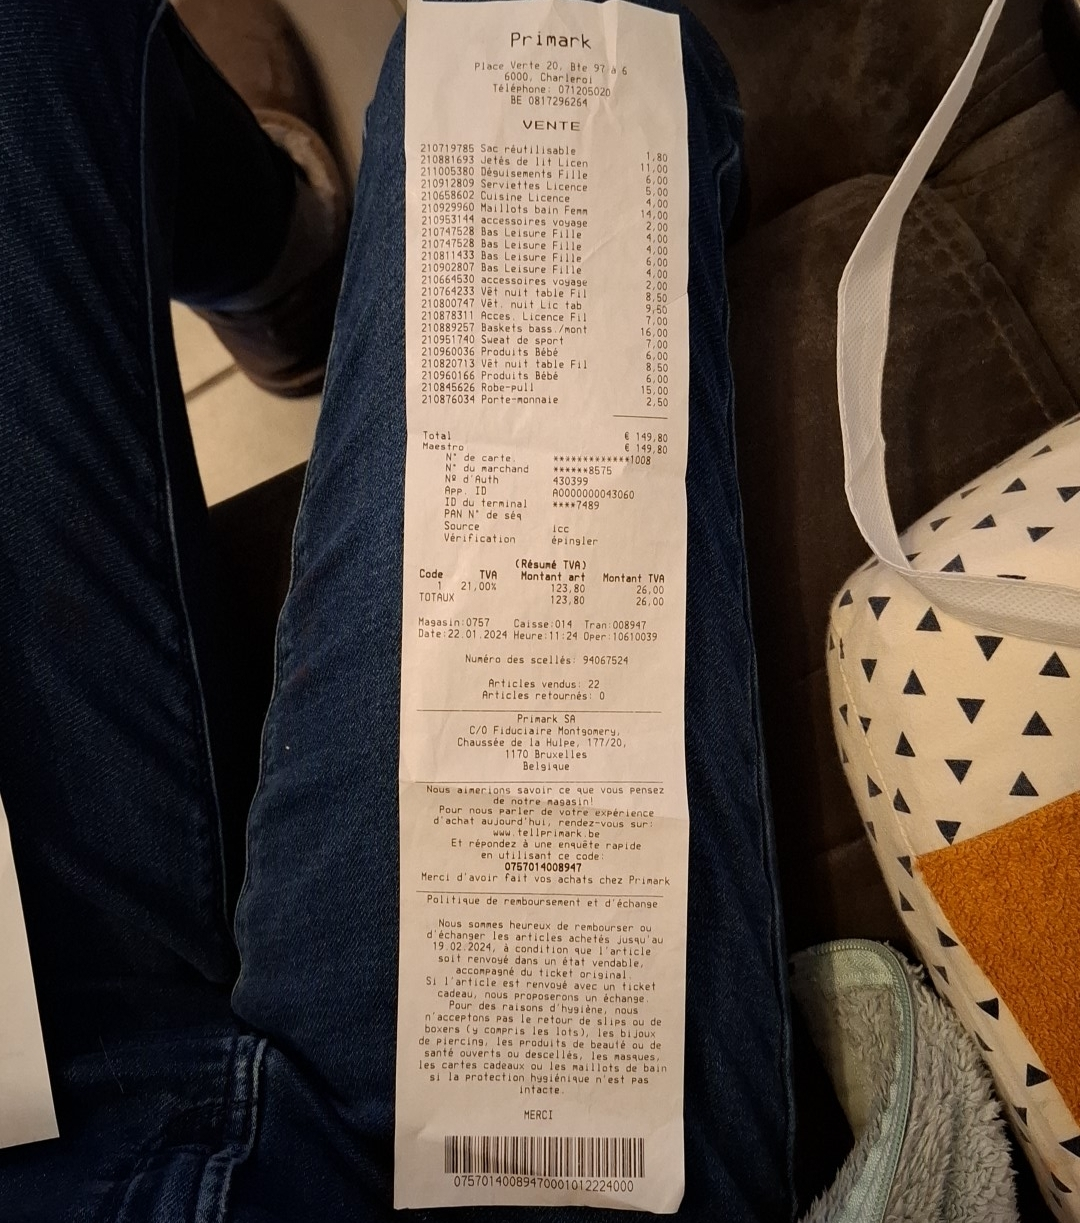 Primark
Place Verte 20, Bte 97 à 6
6000, Charleroi
Téléphone: 071205020
BE 0817296264
VENTE
210719785 Sac réutilisable 1,80
210881693 Jetés de lit Licen 11,00
211005380 Déguisements Fille 6,00
210912809 Serviettes Licence 5,00
210658602 Cuisine Licence 4,00
210929960 Maillots bain Femm 14,00
210953144 accessoires voyage 2,00
210747528 Bas Leisure Fille 4,00
210747528 Bas Leisure Fille 4,00
210811433 Bas Leisure Fille 6,00
210902807 Bas Leisure Fille 4,00
210664530 accessoires voyage 2,00
210764233 Vêt nuit table Fil 8,50
210800747 Vêt. nuit Lic tab 9,50
210878311 Acces. Licence Fil 7,00
210889257 Baskets bass./mont 16,00
210951740 Sweat de sport 7,00
210960036 Produits Bébé 6,00
210820713 Vêt nuit table Fil 8,50
210960166 Produits Bébé 6,00
210845626 Robe-pull 15,00
210876034 Porte-monnaie 2,50
Total € 149,80
Maestro € 149,80
N° de carte. ************1008
N° du marchand ******8575
Nº d'Auth 430399
App. ID A0000000043060
ID du terminal ****7489
PAN N° de séq
Source icc
Vérification épingler
(Résumé TVA)
Code TVA Montant art Montant TVA
1 21,00% 123,80 26,00
TOTAUX 123,80 26,00
Magasin:0757 Caisse:014 Tran:008947
Date:22.01.2024 Heure:11:24 Oper:10610039
Numéro des scellés: 94067524
Articles vendus: 22
Articles retournés: 0
Primark SA
C/O Fiduciaire Montgomery,
Chaussée de la Hulpe, 177/20,
1170 Bruxelles
Belgique
Nous aimerions savoir ce que vous pensez
de notre magasin!
Pour nous parler de votre expérience
d'achat aujourd'hui, rendez-vous sur:
www.tellprimark.be
Et répondez à une enquête rapide
en utilisant ce code:
0757014008947
Merci d'avoir fait vos achats chez Primark
Politique de remboursement et d'échange
Nous sommes heureux de rembourser ou
d'échanger les articles achetés jusqu'au
19.02.2024, à condition que l'article
soit renvoyé dans un état vendable,
accompagné du ticket original.
Si l'article est renvoyé avec un ticket
cadeau, nous proposerons un échange.
Pour des raisons d'hygiène, nous
n'acceptons pas le retour de slips ou de
boxers (y compris les lots), les bijoux
de piercing, les produits de beauté ou de
santé ouverts ou descellés, les masques,
les cartes cadeaux ou les maillots de bain
si la protection hygiénique n'est pas
intacte.
MERCI
07570140089470001012224000